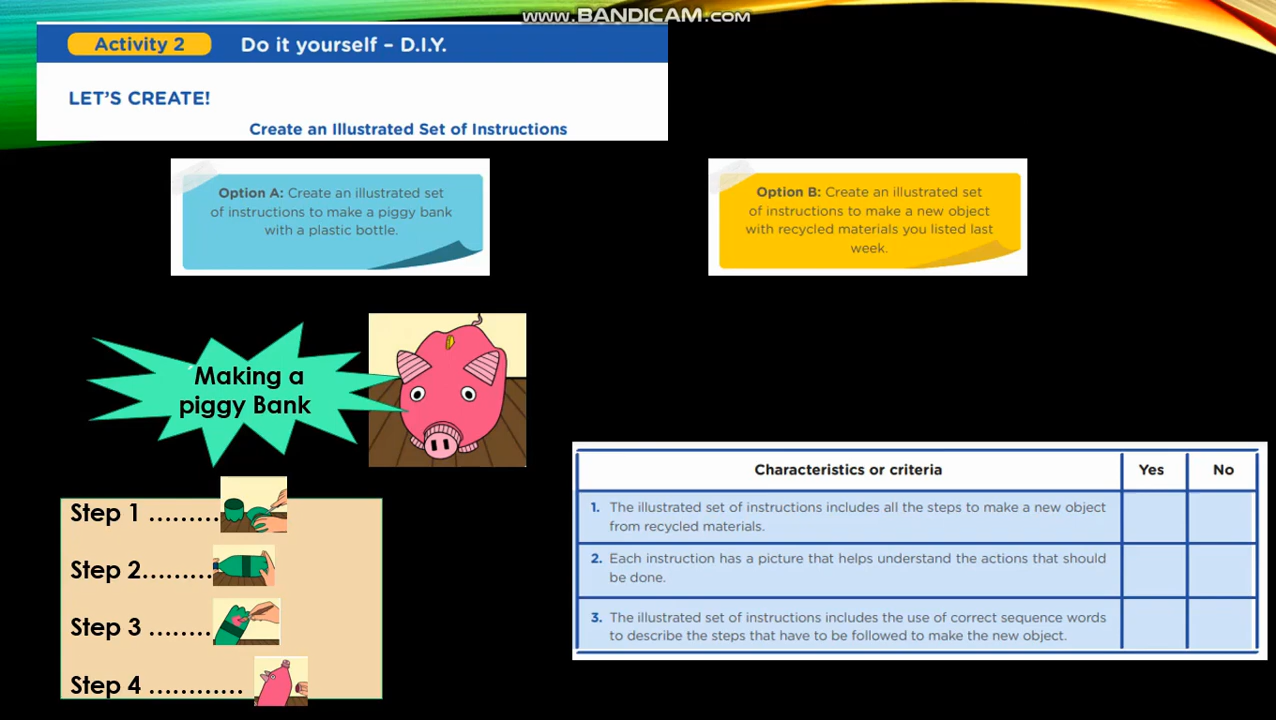 www.BANDICAM.com
Activity 2 Do it yourself – D.I.Y.
LET'S CREATE!
Create an Illustrated Set of Instructions
Option A: Create an illustrated set
of instructions to make a piggy bank
with a plastic bottle.
Option B: Create an illustrated set
of instructions to make a new object
with recycled materials you listed last
week.
Making a
piggy Bank
Step 1 .........
Step 2.........
Step 3 ........
Step 4 ............
Characteristics or criteria Yes No
1. The illustrated set of instructions includes all the steps to make a new object
from recycled materials.
2. Each instruction has a picture that helps understand the actions that should
be done.
3. The illustrated set of instructions includes the use of correct sequence words
to describe the steps that have to be followed to make the new object.